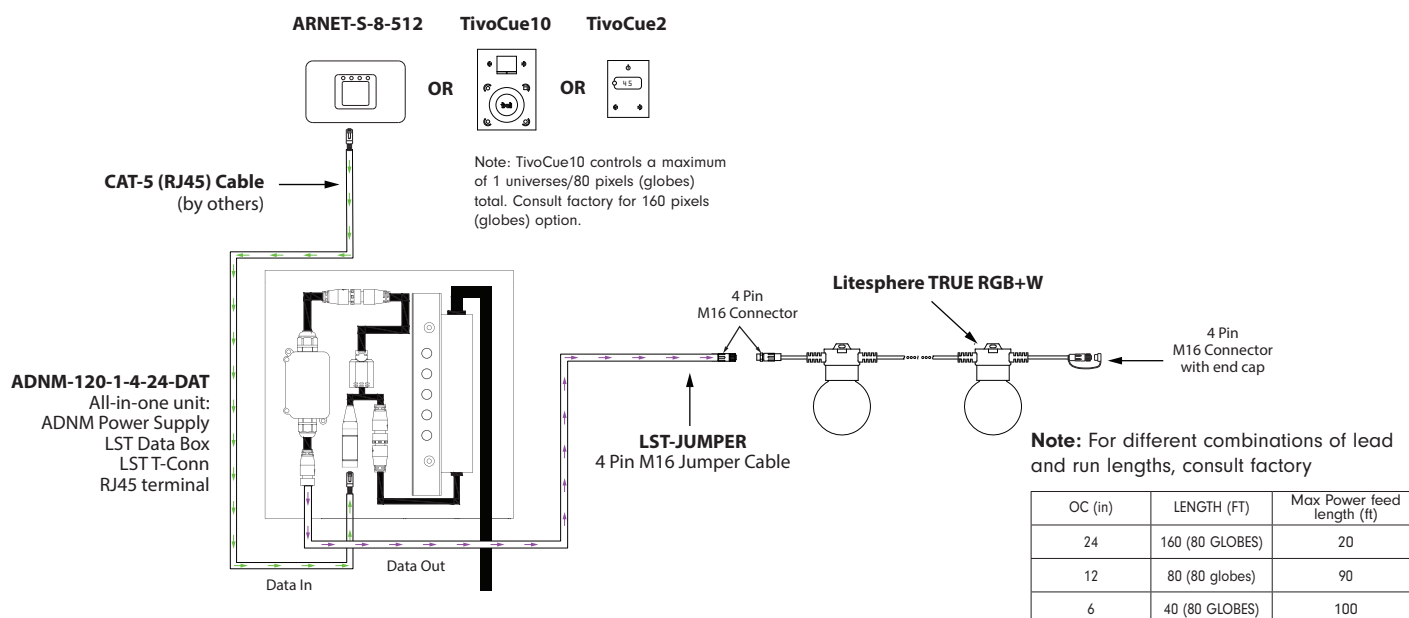 ARNET-S-8-512 TivoCue10 TivoCue2
OR OR
45
Note: TivoCue10 controls a maximum
of 1 universes/80 pixels (globes)
total. Consult factory for 160 pixels
(globes) option.
CAT-5 (RJ45) Cable
(by others)
ADNM-120-1-4-24-DAT
All-in-one unit:
ADNM Power Supply
LST Data Box
LST T-Conn
RJ45 terminal
Data In
Data Out
4 Pin
M16 Connector
LST-JUMPER
4 Pin M16 Jumper Cable
Litesphere TRUE RGB+W
4 Pin
M16 Connector
with end cap
Note: For different combinations of lead
and run lengths, consult factory
OC (in) LENGTH (FT) Max Power feed
length (ft)
24 160 (80 GLOBES) 20
12 80 (80 globes) 90
6 40 (80 GLOBES) 100